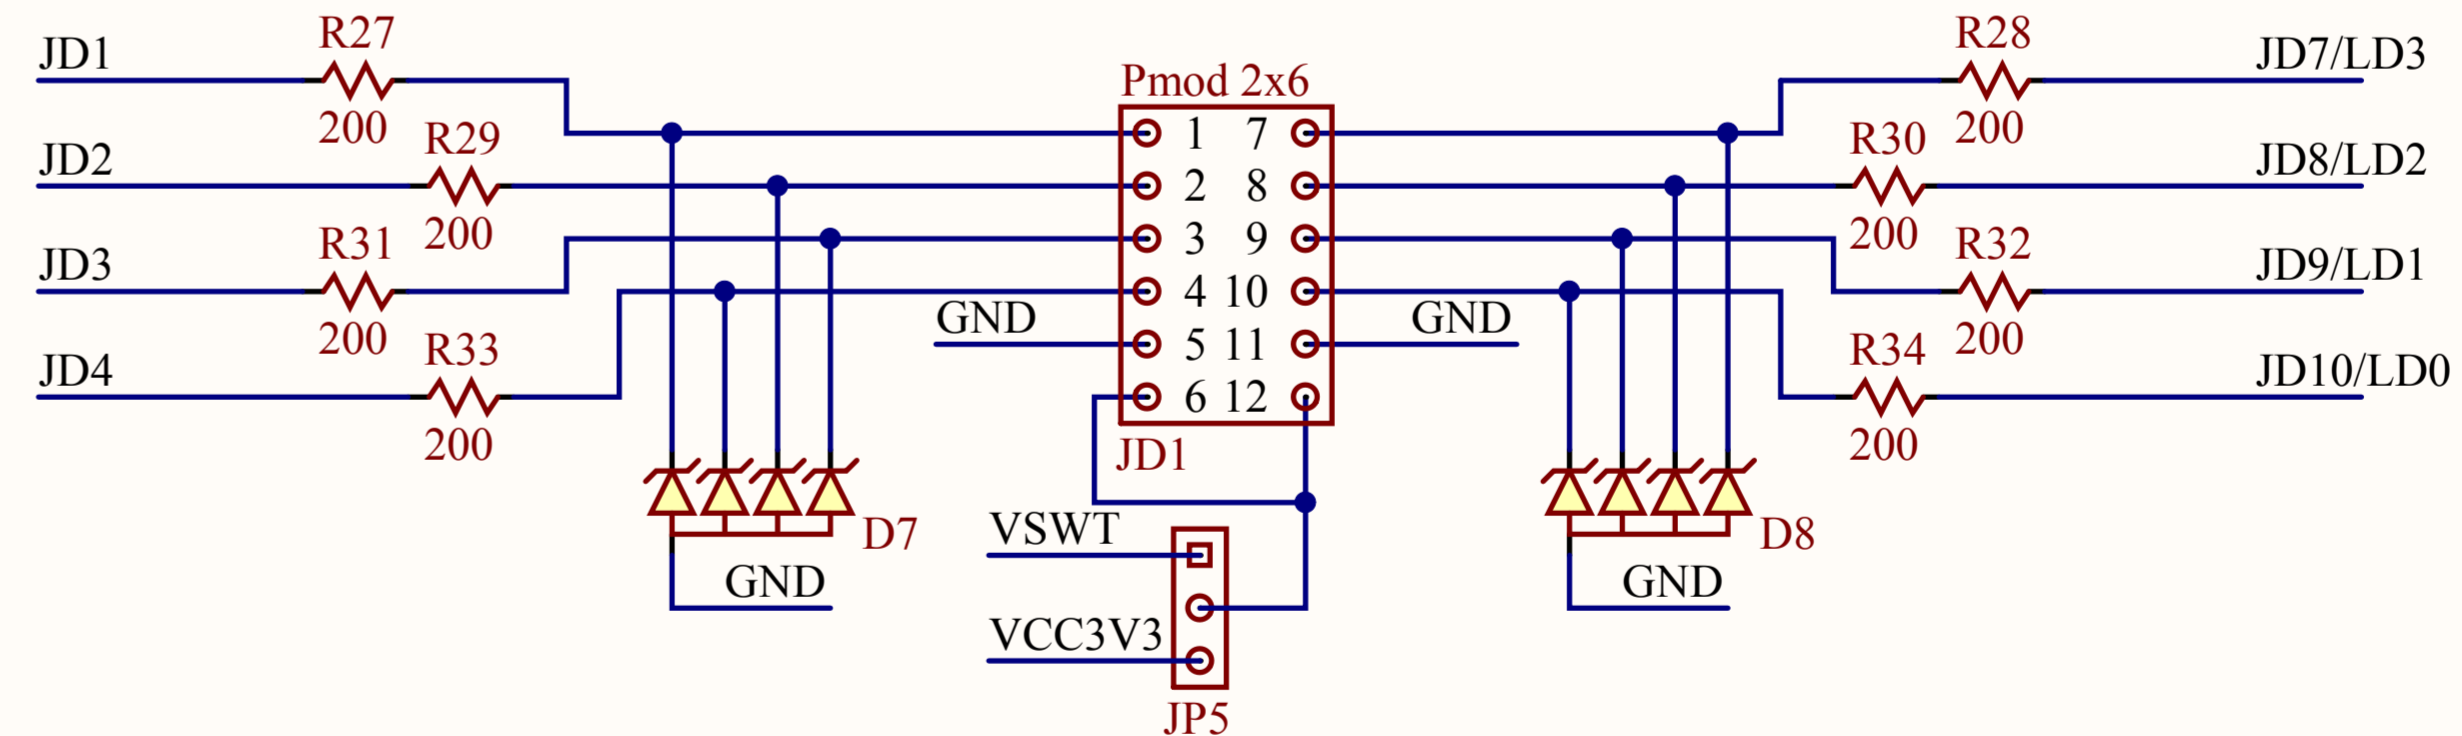 R27
R28
JD1
JD7/LD3
Pmod 2x6
200
200
R29
R30
1 7
JD2
JD8/LD2
2 8
200
200
R31
R32
3 9
JD3
JD9/LD1
4 10
GND
GND
200
200
R33
R34
5 11
JD4
JD10/LD0
6 12
200
200
JD1
VSWT
D7
D8
GND
GND
VCC3V3
JP5